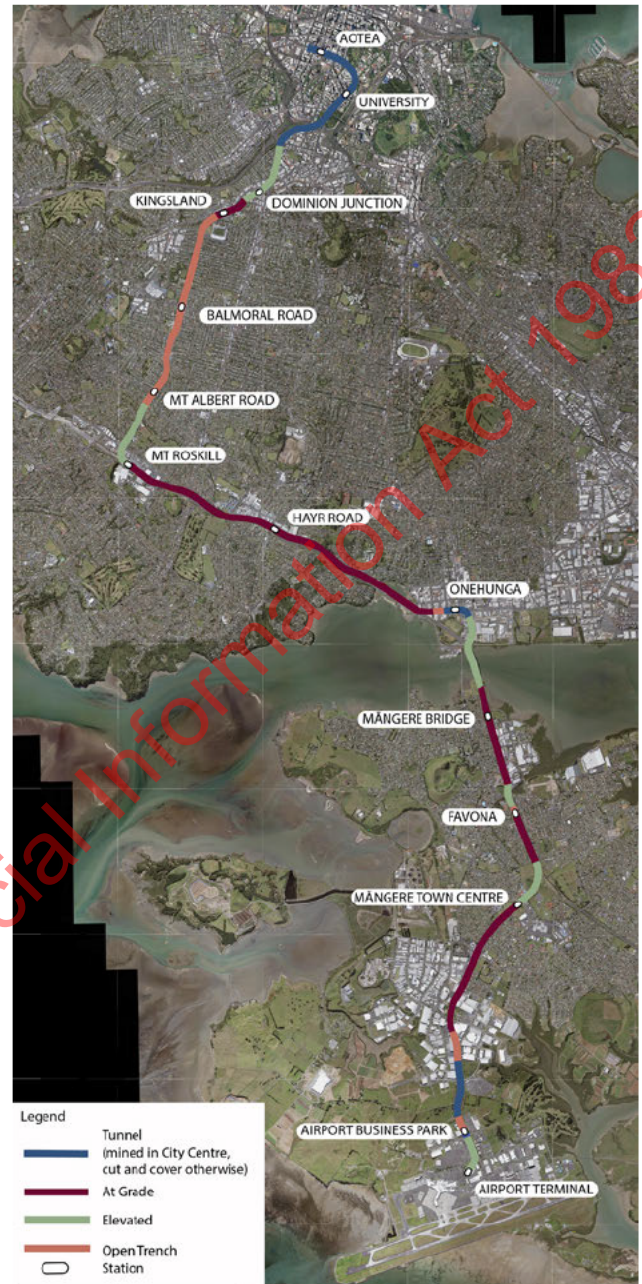 AOTEA
UNIVERSITY
KINGSLAND
DOMINION JUNCTION
BALMORAL ROAD
MT ALBERT ROAD
MT ROSKILL
HAYR ROAD
ONEHUNGA
MĀNGERE BRIDGE
FAVONA
MĀNGERE TOWN CENTRE
AIRPORT BUSINESS PARK
AIRPORT TERMINAL
Legend
Tunnel
(mined in City Centre,
cut and cover otherwise)
At Grade
Elevated
Open Trench
Station
cial Information Act 198